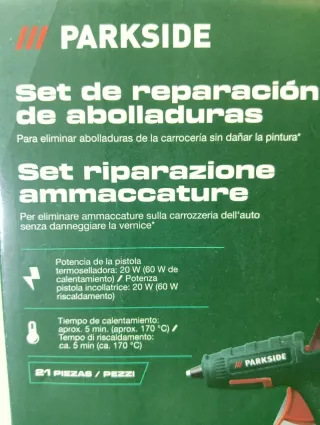 PARKSIDE
Set de reparación
de abolladuras
Para eliminar abolladuras de la carrocería sin dañar la pintura*
Set riparazione
ammaccature
Per eliminare ammaccature sulla carrozzeria dell'auto
senza danneggiare la vernice*
Potencia de la pistola
termoselladora: 20 W (60 W de
calentamiento) // Potenza
pistola incollatrice: 20 W (60 W
riscaldamento)
Tiempo de calentamiento:
aprox. 5 min. (aprox. 170 °C) //
Tempo di riscaldamento:
ca. 5 min (ca. 170 °C)
21 PIEZAS / PEZZI
PARKSIDE